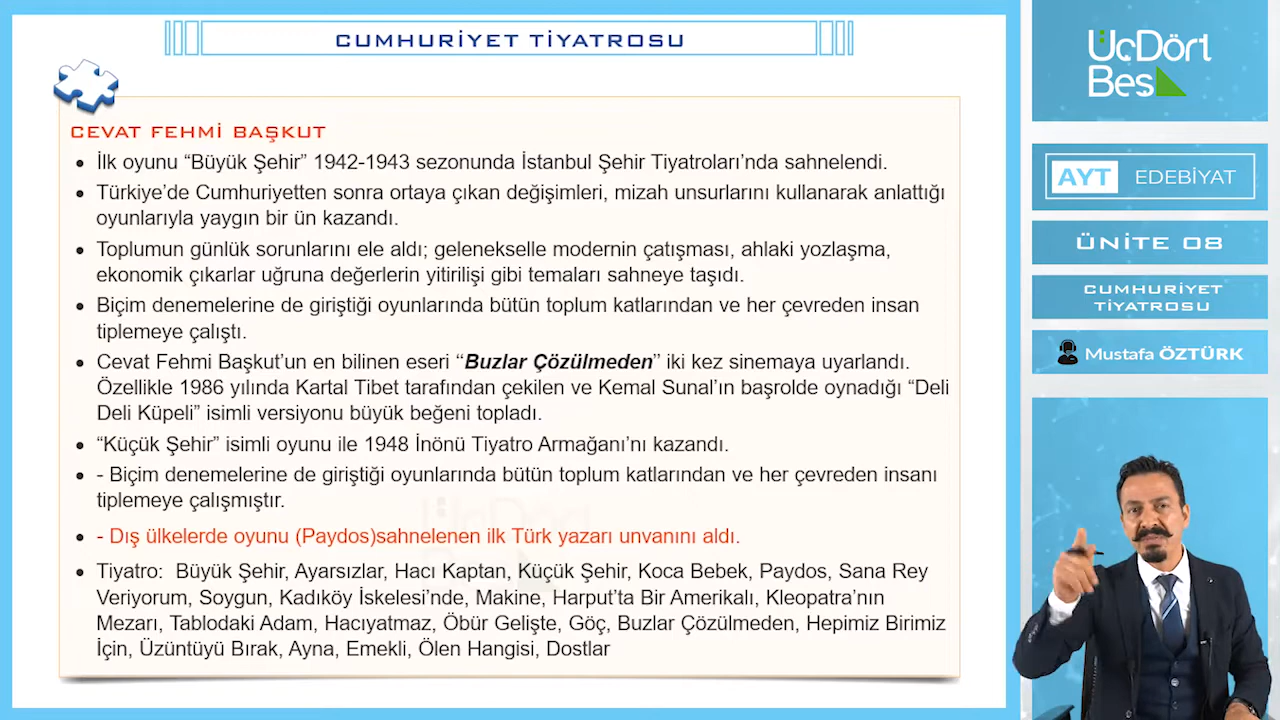 CUMHURİYET TİYATROSU
CEVAT FEHMİ BAŞKUT
• İlk oyunu “Büyük Şehir” 1942-1943 sezonunda İstanbul Şehir Tiyatroları’nda sahnelendi.
• Türkiye’de Cumhuriyetten sonra ortaya çıkan değişimleri, mizah unsurlarını kullanarak anlattığı
oyunlarıyla yaygın bir ün kazandı.
• Toplumun günlük sorunlarını ele aldı; gelenekselle modernin çatışması, ahlaki yozlaşma,
ekonomik çıkarlar uğruna değerlerin yitirilişi gibi temaları sahneye taşıdı.
• Biçim denemelerine de giriştiği oyunlarında bütün toplum katlarından ve her çevreden insan
tiplemeye çalıştı.
• Cevat Fehmi Başkut’un en bilinen eseri “Buzlar Çözülmeden” iki kez sinemaya uyarlandı.
Özellikle 1986 yılında Kartal Tibet tarafından çekilen ve Kemal Sunal’ın başrolde oynadığı “Deli
Deli Küpeli” isimli versiyonu büyük beğeni topladı.
• “Küçük Şehir” isimli oyunu ile 1948 İnönü Tiyatro Armağanı’nı kazandı.
• - Biçim denemelerine de giriştiği oyunlarında bütün toplum katlarından ve her çevreden insanı
tiplemeye çalışmıştır.
• - Dış ülkelerde oyunu (Paydos)sahnelenen ilk Türk yazarı unvanını aldı.
• Tiyatro: Büyük Şehir, Ayarsızlar, Hacı Kaptan, Küçük Şehir, Koca Bebek, Paydos, Sana Rey
Veriyorum, Soygun, Kadıköy İskelesi’nde, Makine, Harput’ta Bir Amerikalı, Kleopatra’nın
Mezarı, Tablodaki Adam, Hacıyatmaz, Öbür Gelişte, Göç, Buzlar Çözülmeden, Hepimiz Birimiz
İçin, Üzüntüyü Bırak, Ayna, Emekli, Ölen Hangisi, Dostlar
ÜçDört
Beş
AYT EDEBİYAT
ÜNİTE 08
CUMHURİYET
TİYATROSU
Mustafa ÖZTÜRK